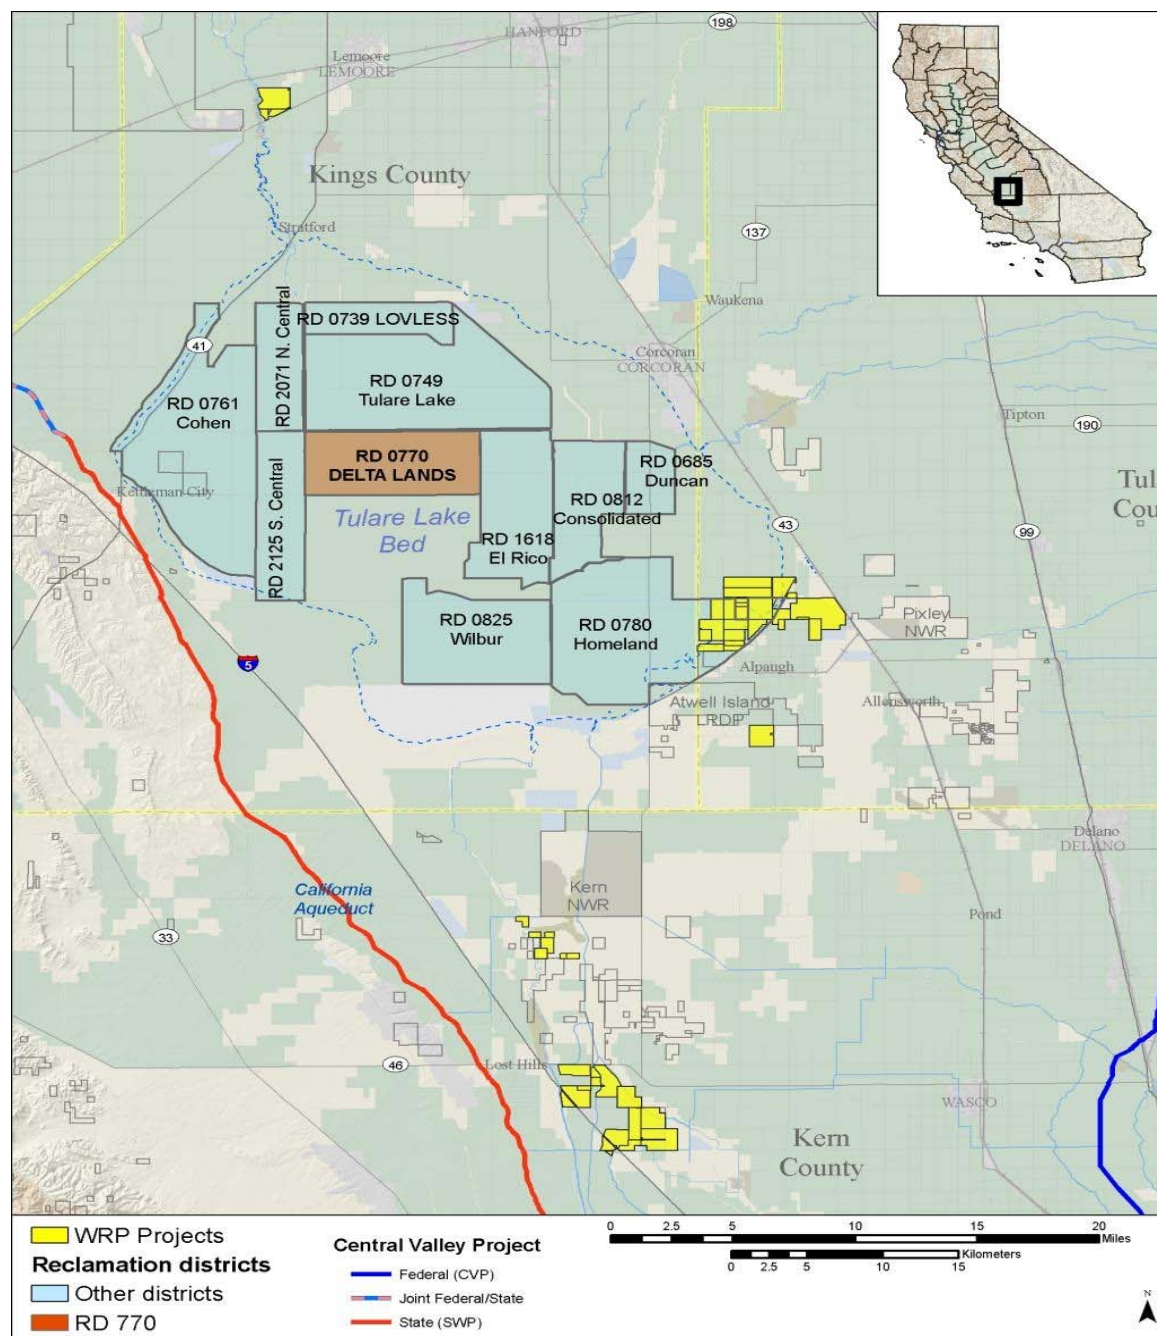 198
HANFORD
Lemoore
LEMOORE
Kings County
Stratford
137
Waukena
RD 0739 LOVLESS
RD 2071 N. Central
41
Corcoran
CORCORAN
RD 0749
Tulare Lake
RD 0761
Cohen
Tipton
190
RD 0770
DELTA LANDS
RD 0685
Duncan
Kettleman City
RD 2125 S. Central
RD 0812
Consolidated
Tul
Cou
Tulare Lake
Bed
43
99
RD 1618
El Rico
RD 0825
Wilbur
RD 0780
Homeland
Pixley
NWR
5
Alpaugh
Atwell Island
LRDP
Allensworth
Delano
DELANO
California
Aqueduct
Kern
NWR
Pond
33
46
Lost Hills
WASCO
Kern
County
WRP Projects
Reclamation districts
Other districts
RD 770
Central Valley Project
Federal (CVP)
Joint Federal/State
State (SWP)
0 2.5 5 10 15 20
Miles
Kilometers
0 2.5 5 10 15
N